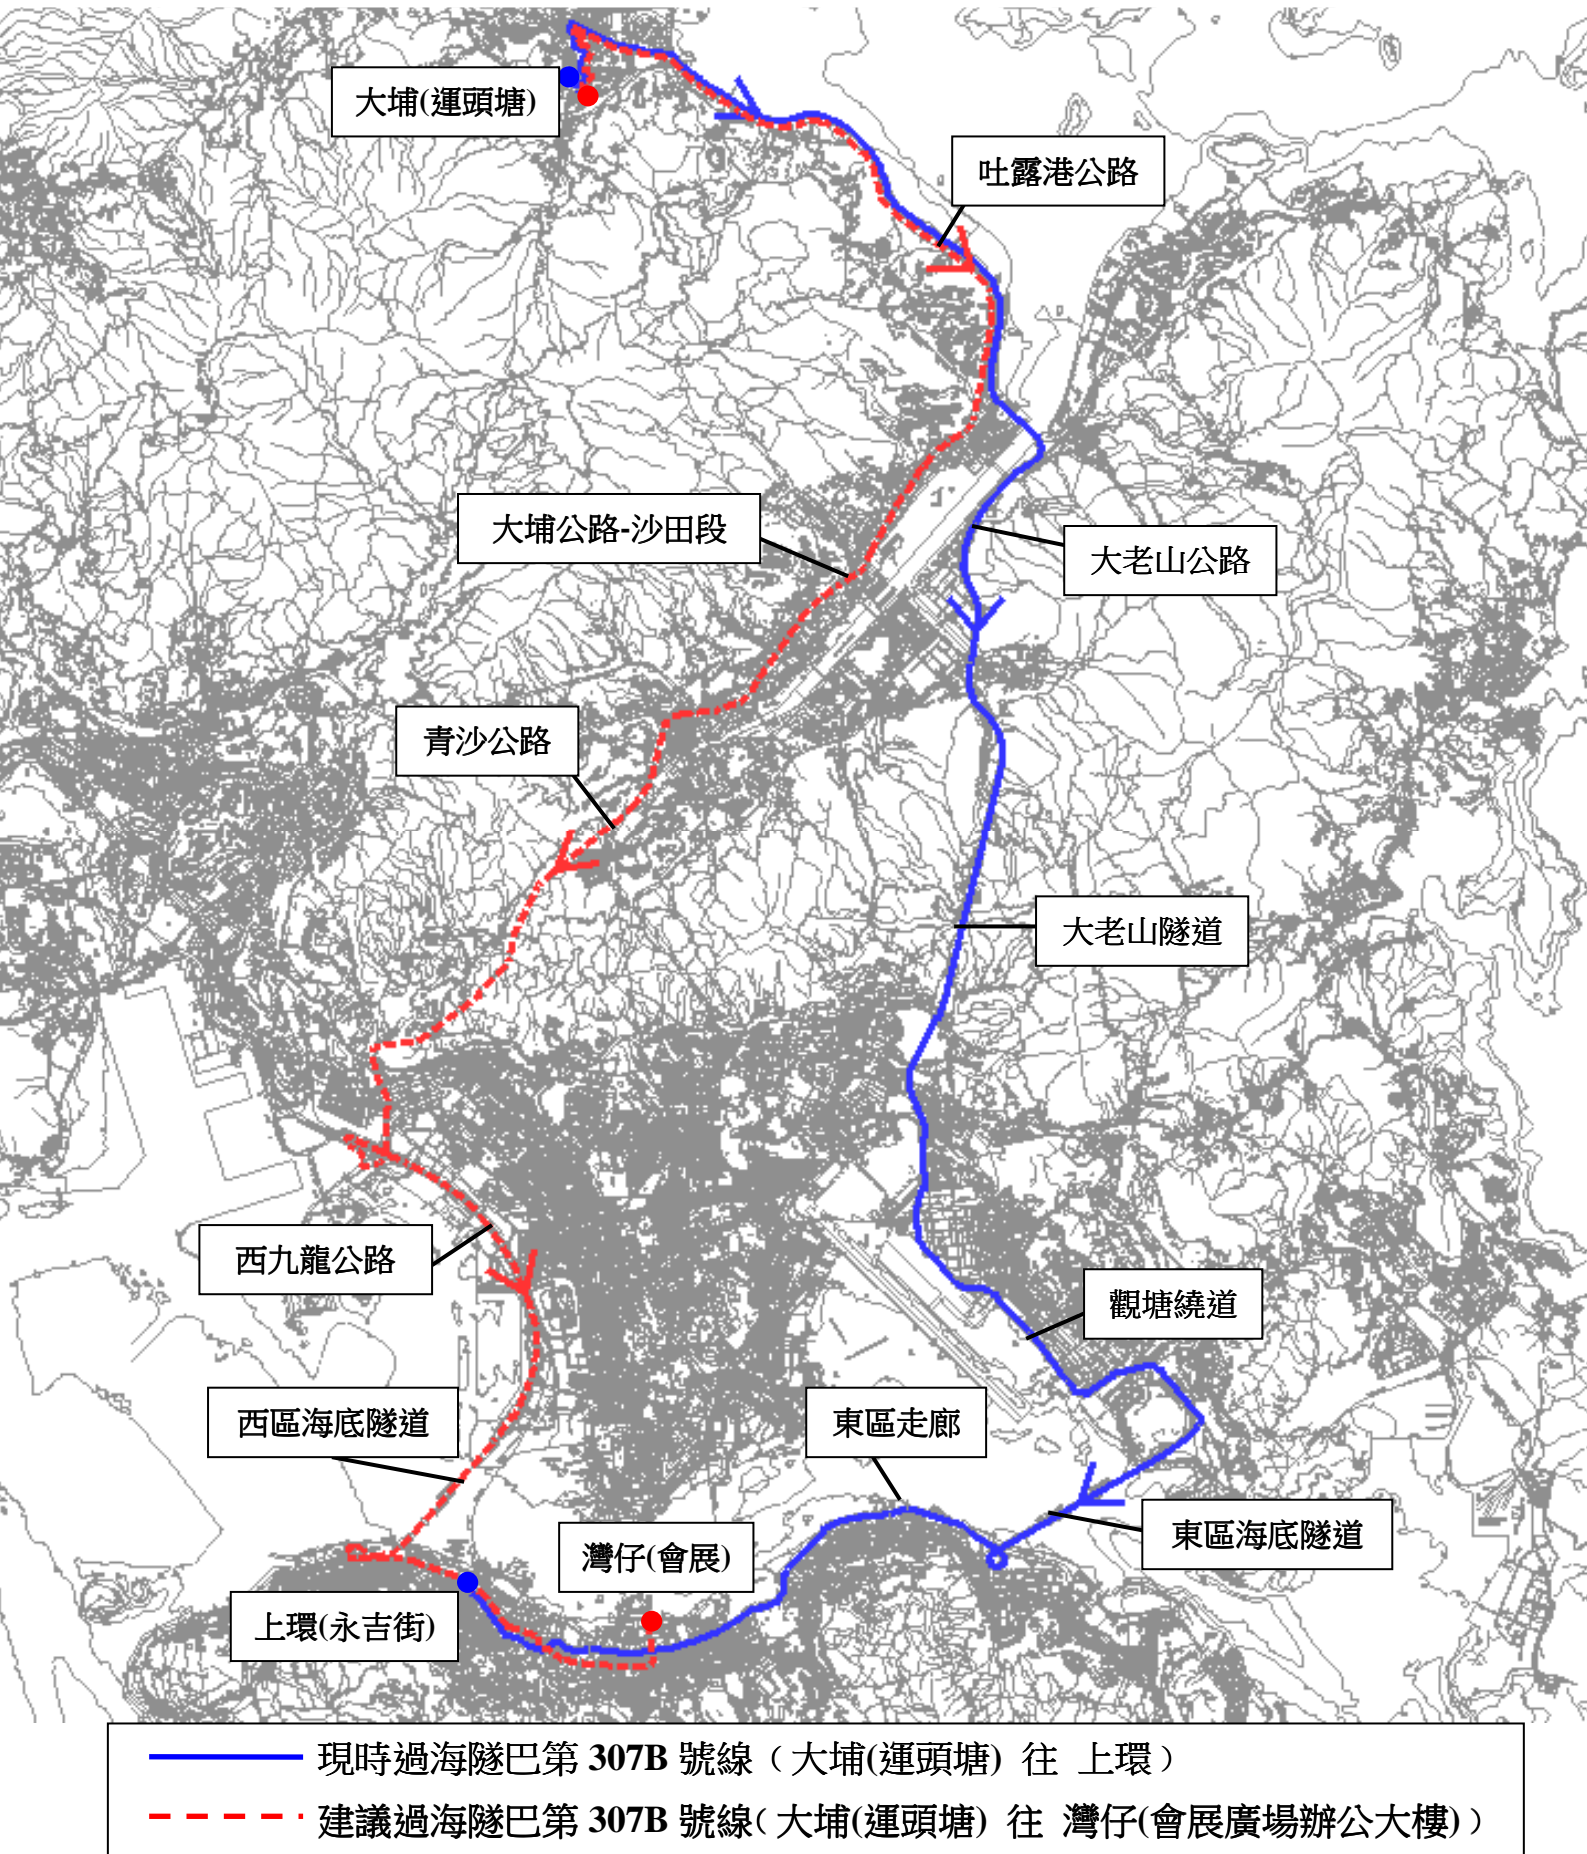 大埔(運頭塘)
吐露港公路
大埔公路-沙田段
大老山公路
青沙公路
大老山隧道
西九龍公路
觀塘繞道
西區海底隧道
東區走廊
東區海底隧道
灣仔(會展)
上環(永吉街)
現時過海隧巴第 307B 號線（大埔(運頭塘) 往 上環）
建議過海隧巴第 307B 號線（大埔(運頭塘) 往 灣仔(會展廣場辦公大樓)）